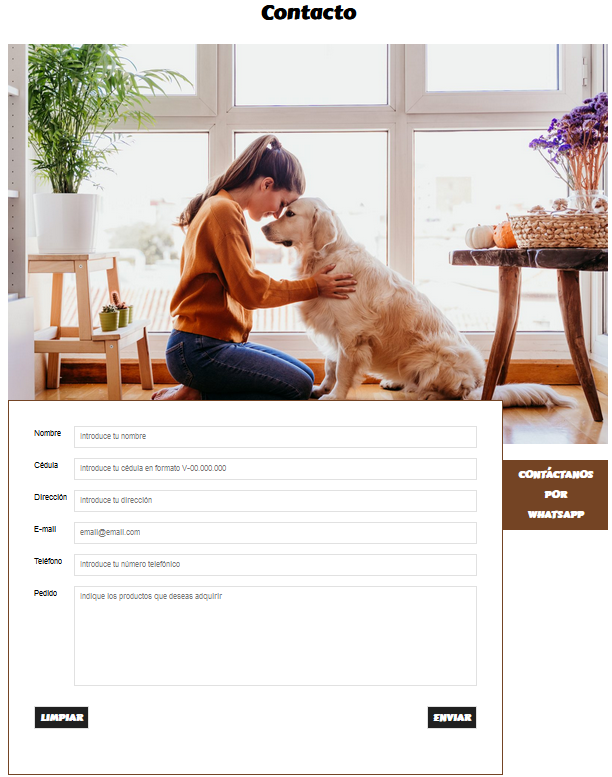 Contacto
Nombre
Introduce tu nombre
Cédula
Introduce tu cédula en formato V-00.000.000
Dirección
Introduce tu dirección
E-mail
email@email.com
Teléfono
Introduce tu número telefónico
Pedido
Indique los productos que deseas adquirir
LIMPIAR
ENVIAR
CONTÁCTANOS
POR
WHATSAPP